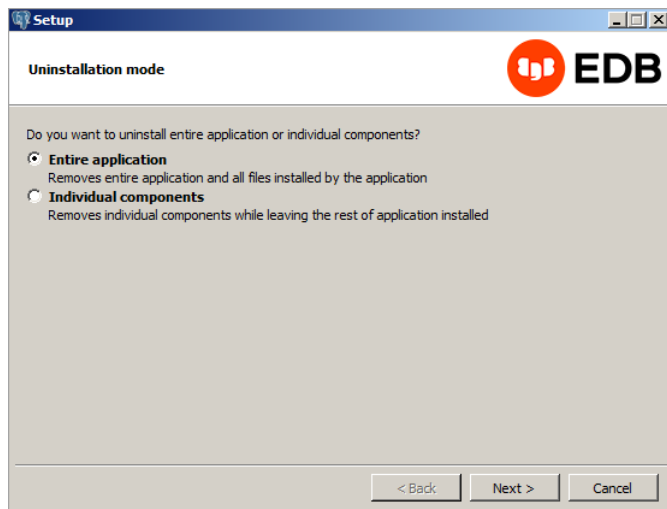 Setup
Uninstallation mode
EDB
Do you want to uninstall entire application or individual components?
Entire application
Removes entire application and all files installed by the application
Individual components
Removes individual components while leaving the rest of application installed
< Back
Next >
Cancel